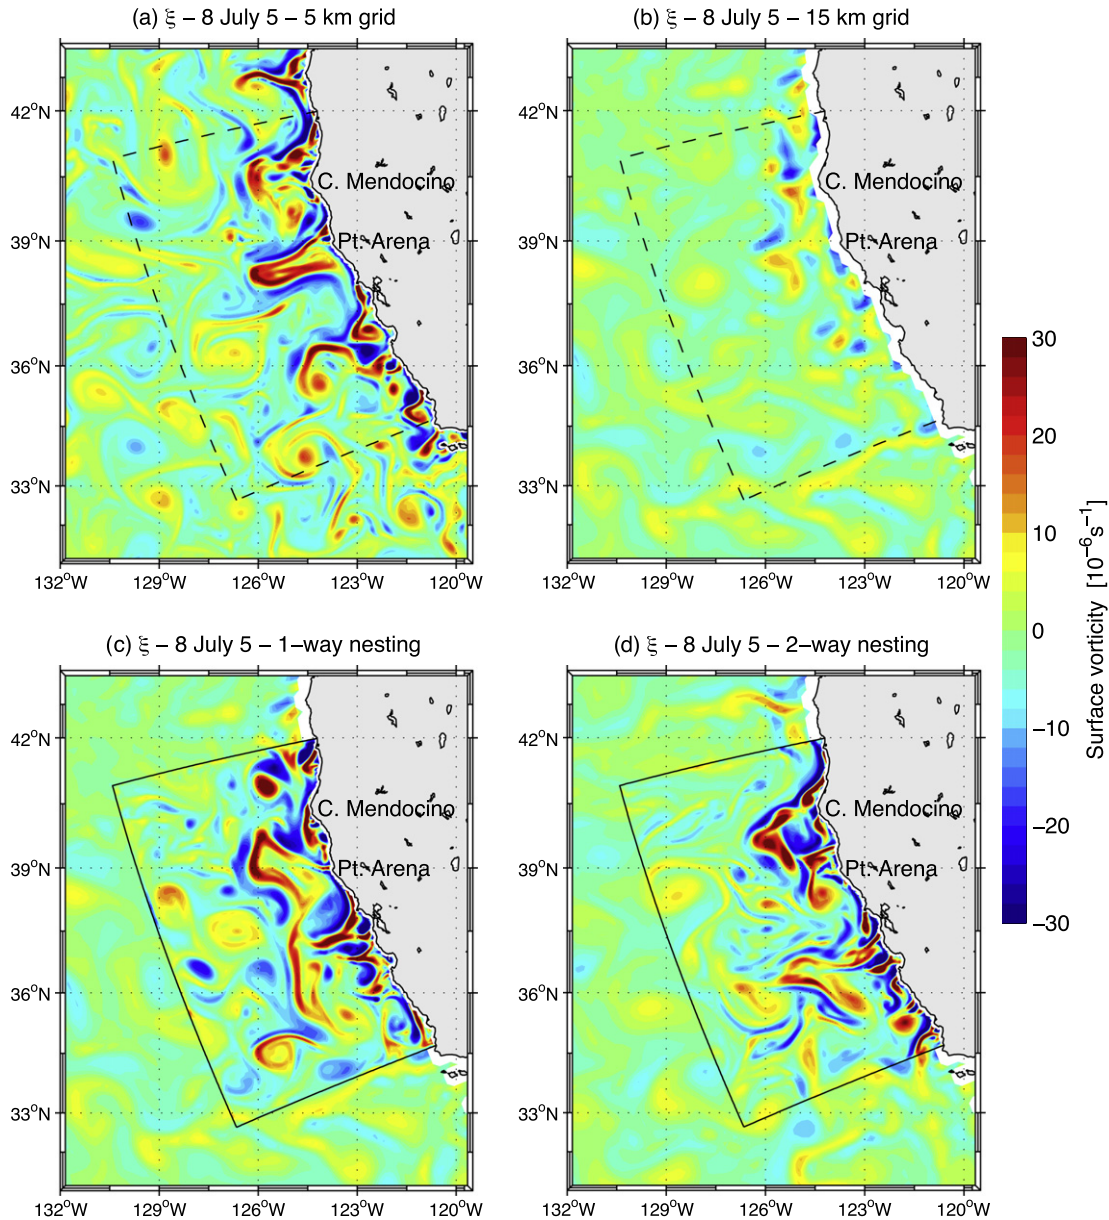 (a) ξ – 8 July 5 – 5 km grid
(b) ξ – 8 July 5 – 15 km grid
42°N
39°N
36°N
33°N
C. Mendocino
Pt. Arena
132°W 129°W 126°W 123°W 120°W
42°N
39°N
36°N
33°N
C. Mendocino
Pt. Arena
132°W 129°W 126°W 123°W 120°W
30
20
10
0
−10
−20
−30
Surface vorticity [10⁻⁶s⁻¹]
(c) ξ – 8 July 5 – 1–way nesting
(d) ξ – 8 July 5 – 2–way nesting
42°N
39°N
36°N
33°N
C. Mendocino
Pt. Arena
132°W 129°W 126°W 123°W 120°W
42°N
39°N
36°N
33°N
C. Mendocino
Pt. Arena
132°W 129°W 126°W 123°W 120°W